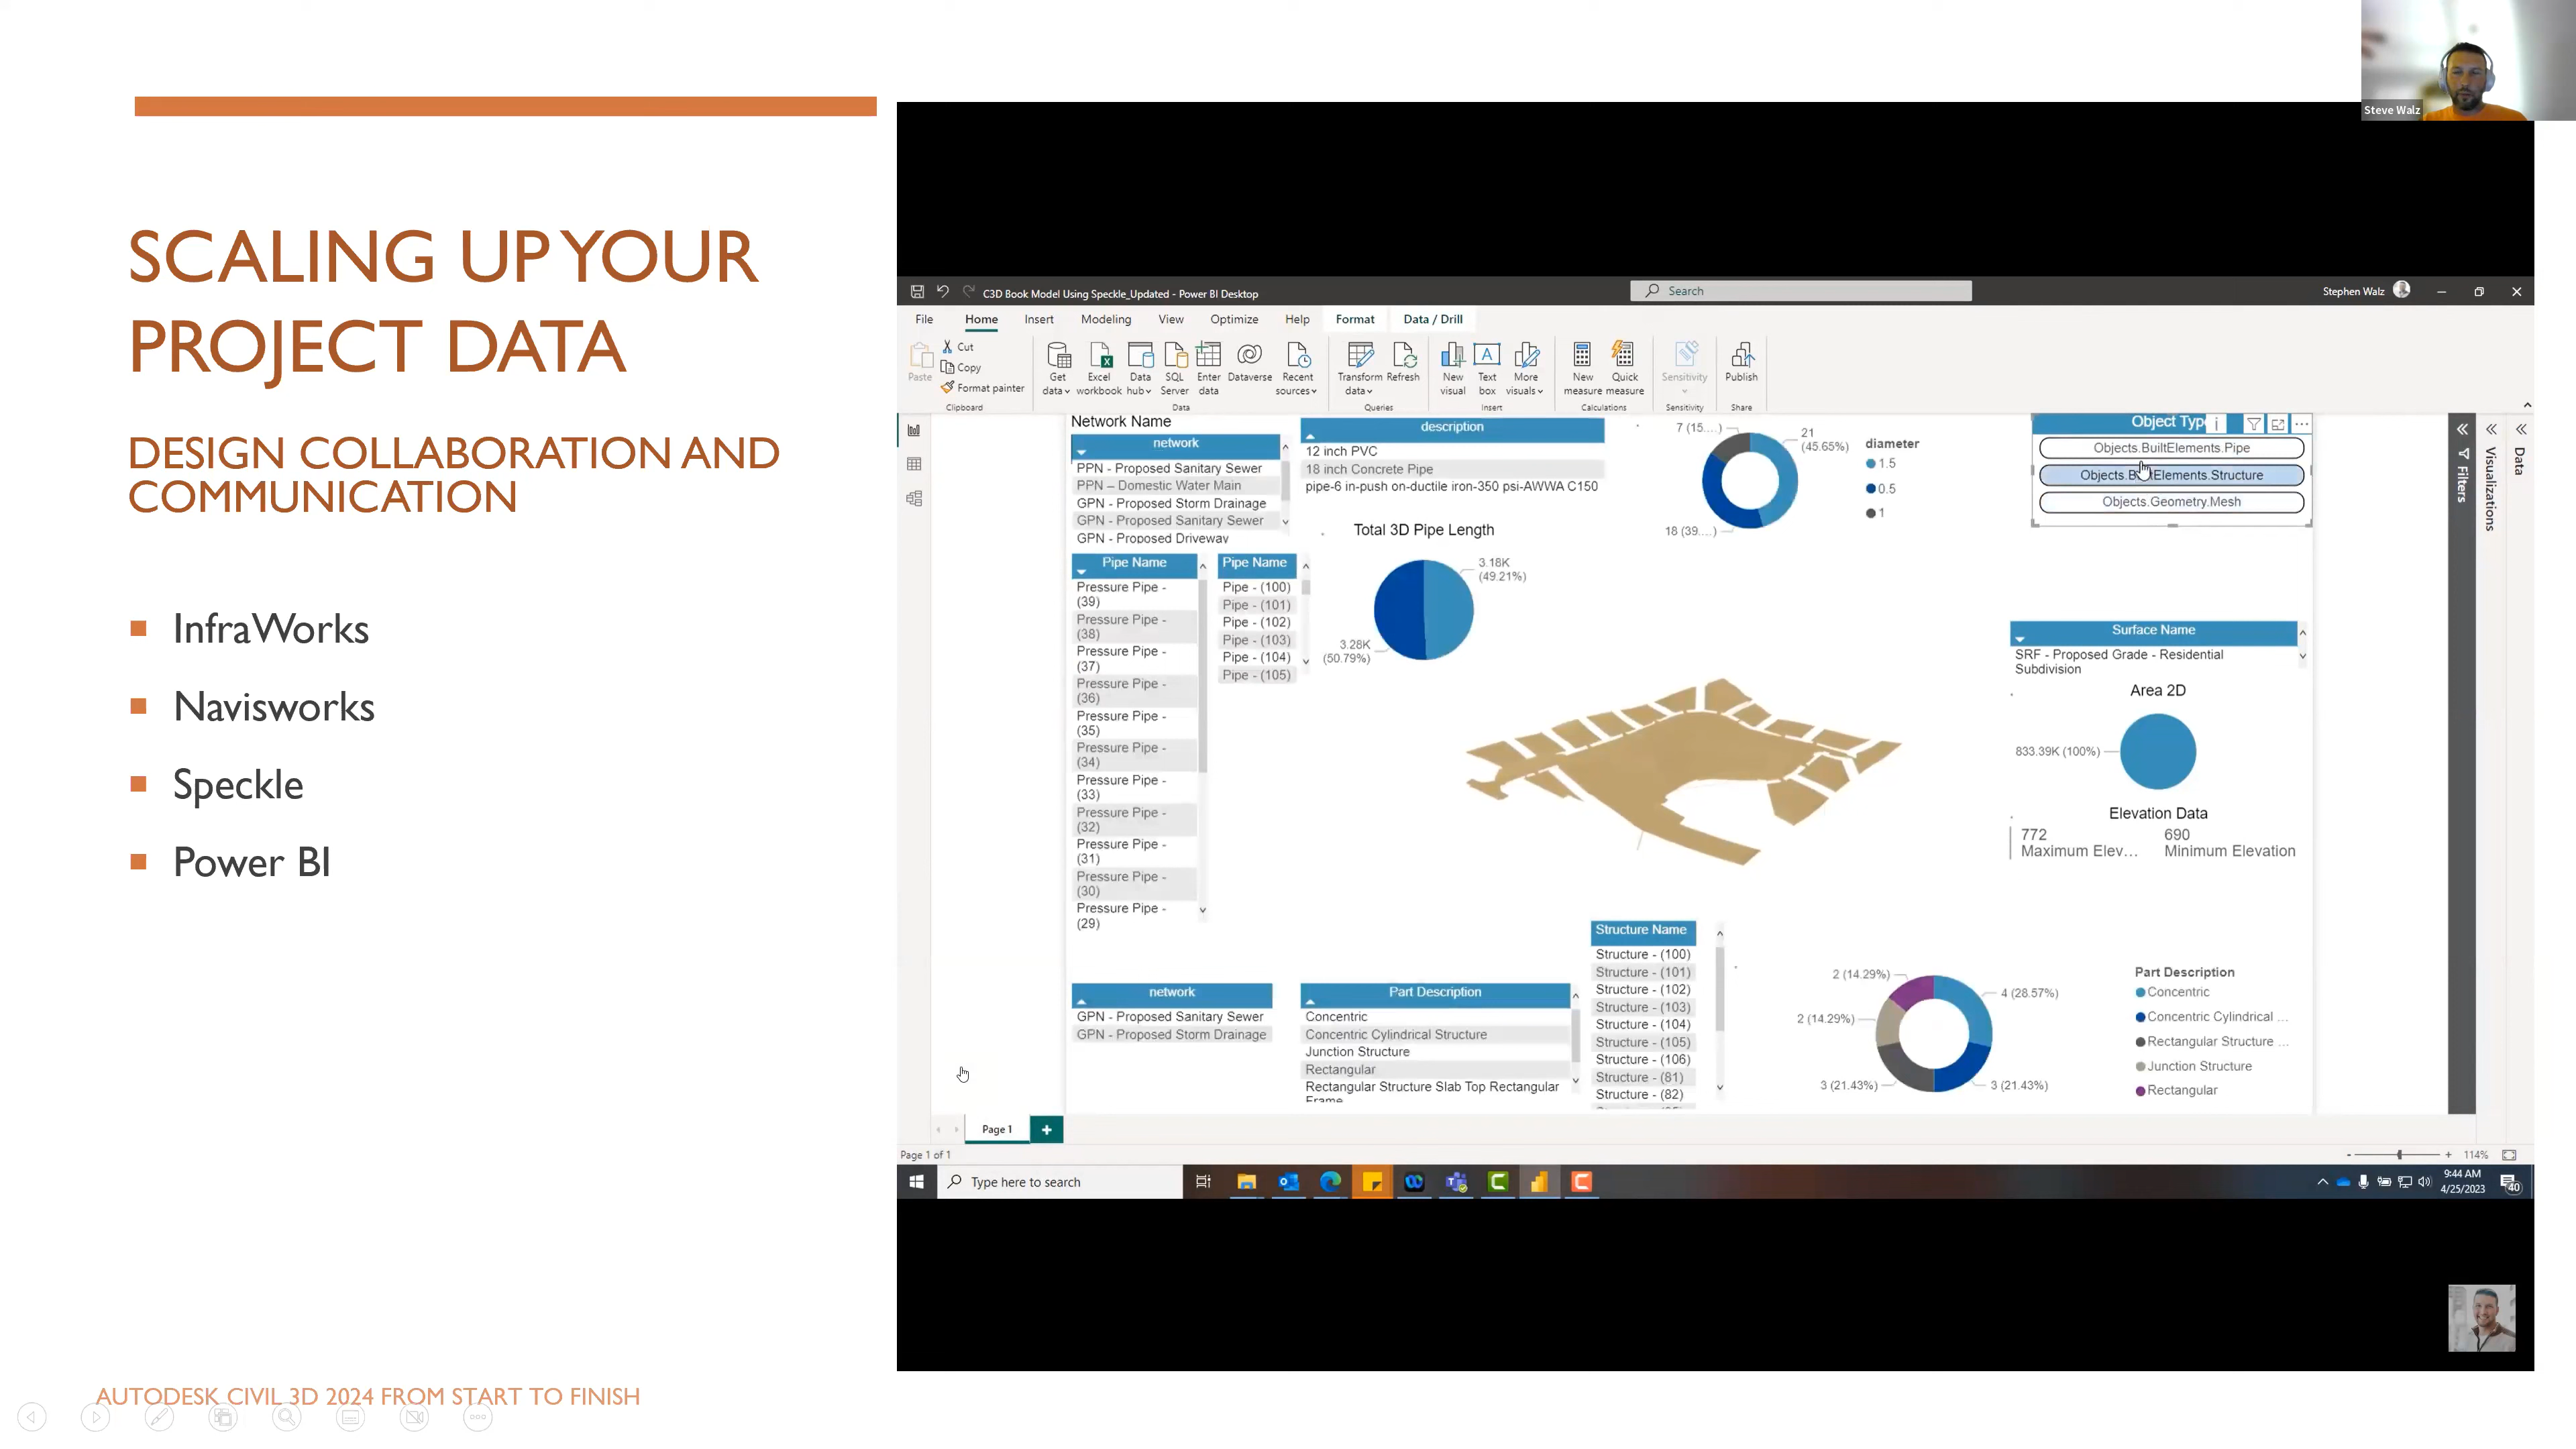 Steve Walz
SCALING UP YOUR
PROJECT DATA
DESIGN COLLABORATION AND
COMMUNICATION
InfraWorks
Navisworks
Speckle
Power BI
AUTODESK CIVIL 3D 2024 FROM START TO FINISH
C3D Book Model Using Speckle_Updated - Power BI Desktop
Search
Stephen Walz
File Home Insert Modeling View Optimize Help Format Data / Drill
Paste
Cut
Copy
Format painter
Clipboard
Get data
Excel workbook
Data hub
SQL Server
Enter data
Dataverse
Recent sources
Data
Transform data
Refresh
Queries
New visual
Text box
More visuals
Insert
New measure
Quick measure
Calculations
Sensitivity
Sensitivity
Publish
Share
Network Name
network
PPN - Proposed Sanitary Sewer
PPN – Domestic Water Main
GPN - Proposed Storm Drainage
GPN - Proposed Sanitary Sewer
GPN - Proposed Driveway
description
12 inch PVC
18 inch Concrete Pipe
pipe-6 in-push on-ductile iron-350 psi-AWWA C150
7 (15....)
21
(45.65%)
18 (39....)
diameter
1.5
0.5
1
Object Typ
Objects.BuiltElements.Pipe
Objects.B tElements.Structure
Objects.Geometry.Mesh
Filters
Visualizations
Data
Pipe Name
Pressure Pipe -
(39)
Pressure Pipe -
(38)
Pressure Pipe -
(37)
Pressure Pipe -
(36)
Pressure Pipe -
(35)
Pressure Pipe -
(34)
Pressure Pipe -
(33)
Pressure Pipe -
(32)
Pressure Pipe -
(31)
Pressure Pipe -
(30)
Pressure Pipe -
(29)
Pipe Name
Pipe - (100)
Pipe - (101)
Pipe - (102)
Pipe - (103)
Pipe - (104)
Pipe - (105)
Total 3D Pipe Length
3.18K
(49.21%)
3.28K
(50.79%)
Surface Name
SRF - Proposed Grade - Residential
Subdivision
Area 2D
833.39K (100%)
Elevation Data
772
Maximum Elev...
690
Minimum Elevation
network
GPN - Proposed Sanitary Sewer
GPN - Proposed Storm Drainage
Part Description
Concentric
Concentric Cylindrical Structure
Junction Structure
Rectangular
Rectangular Structure Slab Top Rectangular
Frame
Structure Name
Structure - (100)
Structure - (101)
Structure - (102)
Structure - (103)
Structure - (104)
Structure - (105)
Structure - (106)
Structure - (81)
Structure - (82)
2 (14.29%)
4 (28.57%)
2 (14.29%)
3 (21.43%)
3 (21.43%)
Part Description
Concentric
Concentric Cylindrical ...
Rectangular Structure ...
Junction Structure
Rectangular
Page 1
Page 1 of 1
114%
Type here to search
9:44 AM
4/25/2023
40